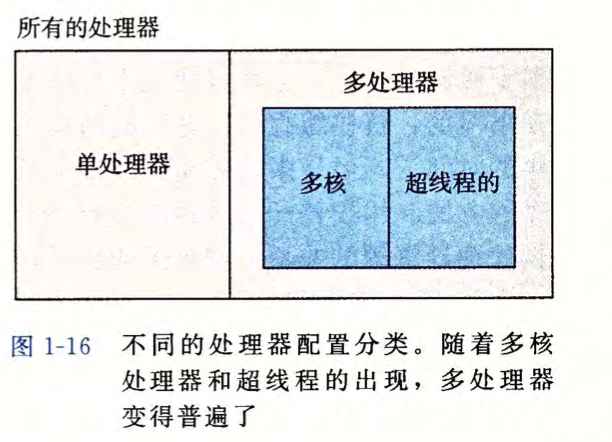 所有的处理器
多处理器
单处理器
多核
超线程的
图 1-16 不同的处理器配置分类。随着多核
处理器和超线程的出现，多处理器
变得普遍了